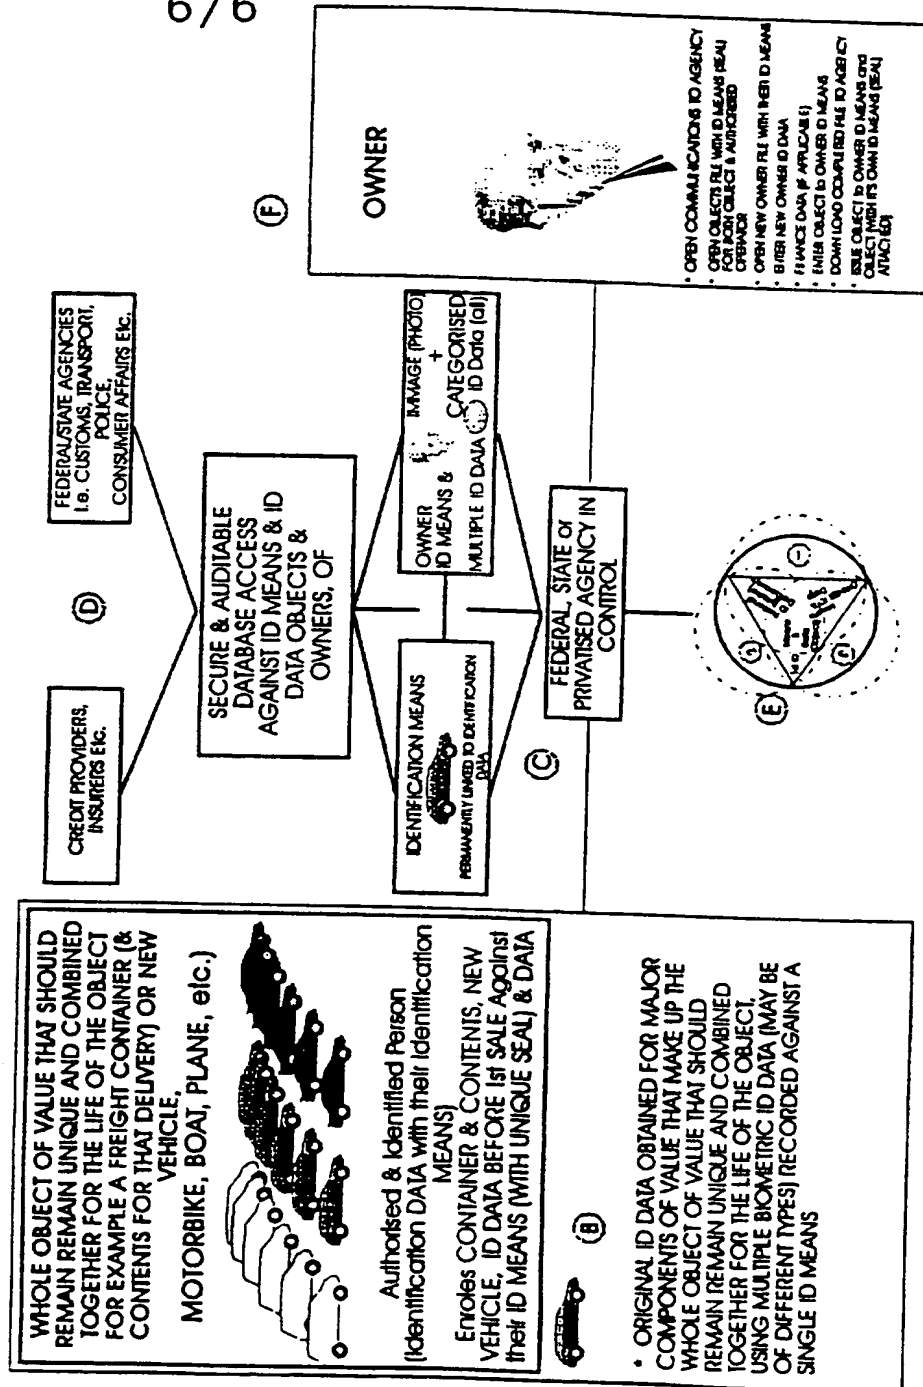 6/6
WHOLE OBJECT OF VALUE THAT SHOULD
REMAIN REMAIN UNIQUE AND COMBINED
TOGETHER FOR THE LIFE OF THE OBJECT
FOR EXAMPLE A FREIGHT CONTAINER (&
CONTENTS FOR THAT DELIVERY) OR NEW
VEHICLE,
MOTORBIKE, BOAT, PLANE, etc.)
Authorised & Identified Person
(Identification DATA with their Identification
MEANS)
Enroles CONTAINER & CONTENTS, NEW
VEHICLE, ID DATA BEFORE 1st SALE Against
their ID MEANS (WITH UNIQUE SEAL) & DATA
B
* ORIGINAL ID DATA OBTAINED FOR MAJOR
COMPONENTS OF VALUE THAT MAKE UP THE
WHOLE OBJECT OF VALUE THAT SHOULD
REMAIN REMAIN UNIQUE AND COMBINED
TOGETHER FOR THE LIFE OF THE OBJECT,
USING MULTIPLE BIOMETRIC ID DATA (MAY BE
OF DIFFERENT TYPES) RECORDED AGAINST A
SINGLE ID MEANS
CREDIT PROVIDERS,
INSURERS Etc.
D
FEDERAL/STATE AGENCIES
i.e. CUSTOMS, TRANSPORT,
POLICE,
CONSUMER AFFAIRS Etc.
SECURE & AUDITABLE
DATABASE ACCESS
AGAINST ID MEANS & ID
DATA OBJECTS &
OWNERS, OF
IDENTIFICATION MEANS
PERMANENTLY LINKED TO IDENTIFICATION
DATA
OWNER IMMAGE (PHOTO)
ID MEANS & +
CATEGORISED
MULTIPLE ID DATA ID Data (all)
C
FEDERAL, STATE or
PRIVATISED AGENCY IN
CONTROL
E
1
2
F
OWNER
* OPEN COMMUNICATIONS TO AGENCY
* OPEN OBJECTS FILE WITH ID MEANS (SEAL)
FOR BOTH OBJECT & AUTHORISED
OPERATOR
* OPEN NEW OWNER FILE WITH THEIR ID MEANS
* ENTER NEW OWNER ID DATA
* FINANCE DATA (IF APPLICABLE)
* ENTER OBJECT to OWNER ID MEANS
* DOWN LOAD COMPLETED FILE TO AGENCY
* ISSUE OBJECT to OWNER ID MEANS and
OBJECT (WITH IT'S OWN ID MEANS (SEAL)
ATTACHED)